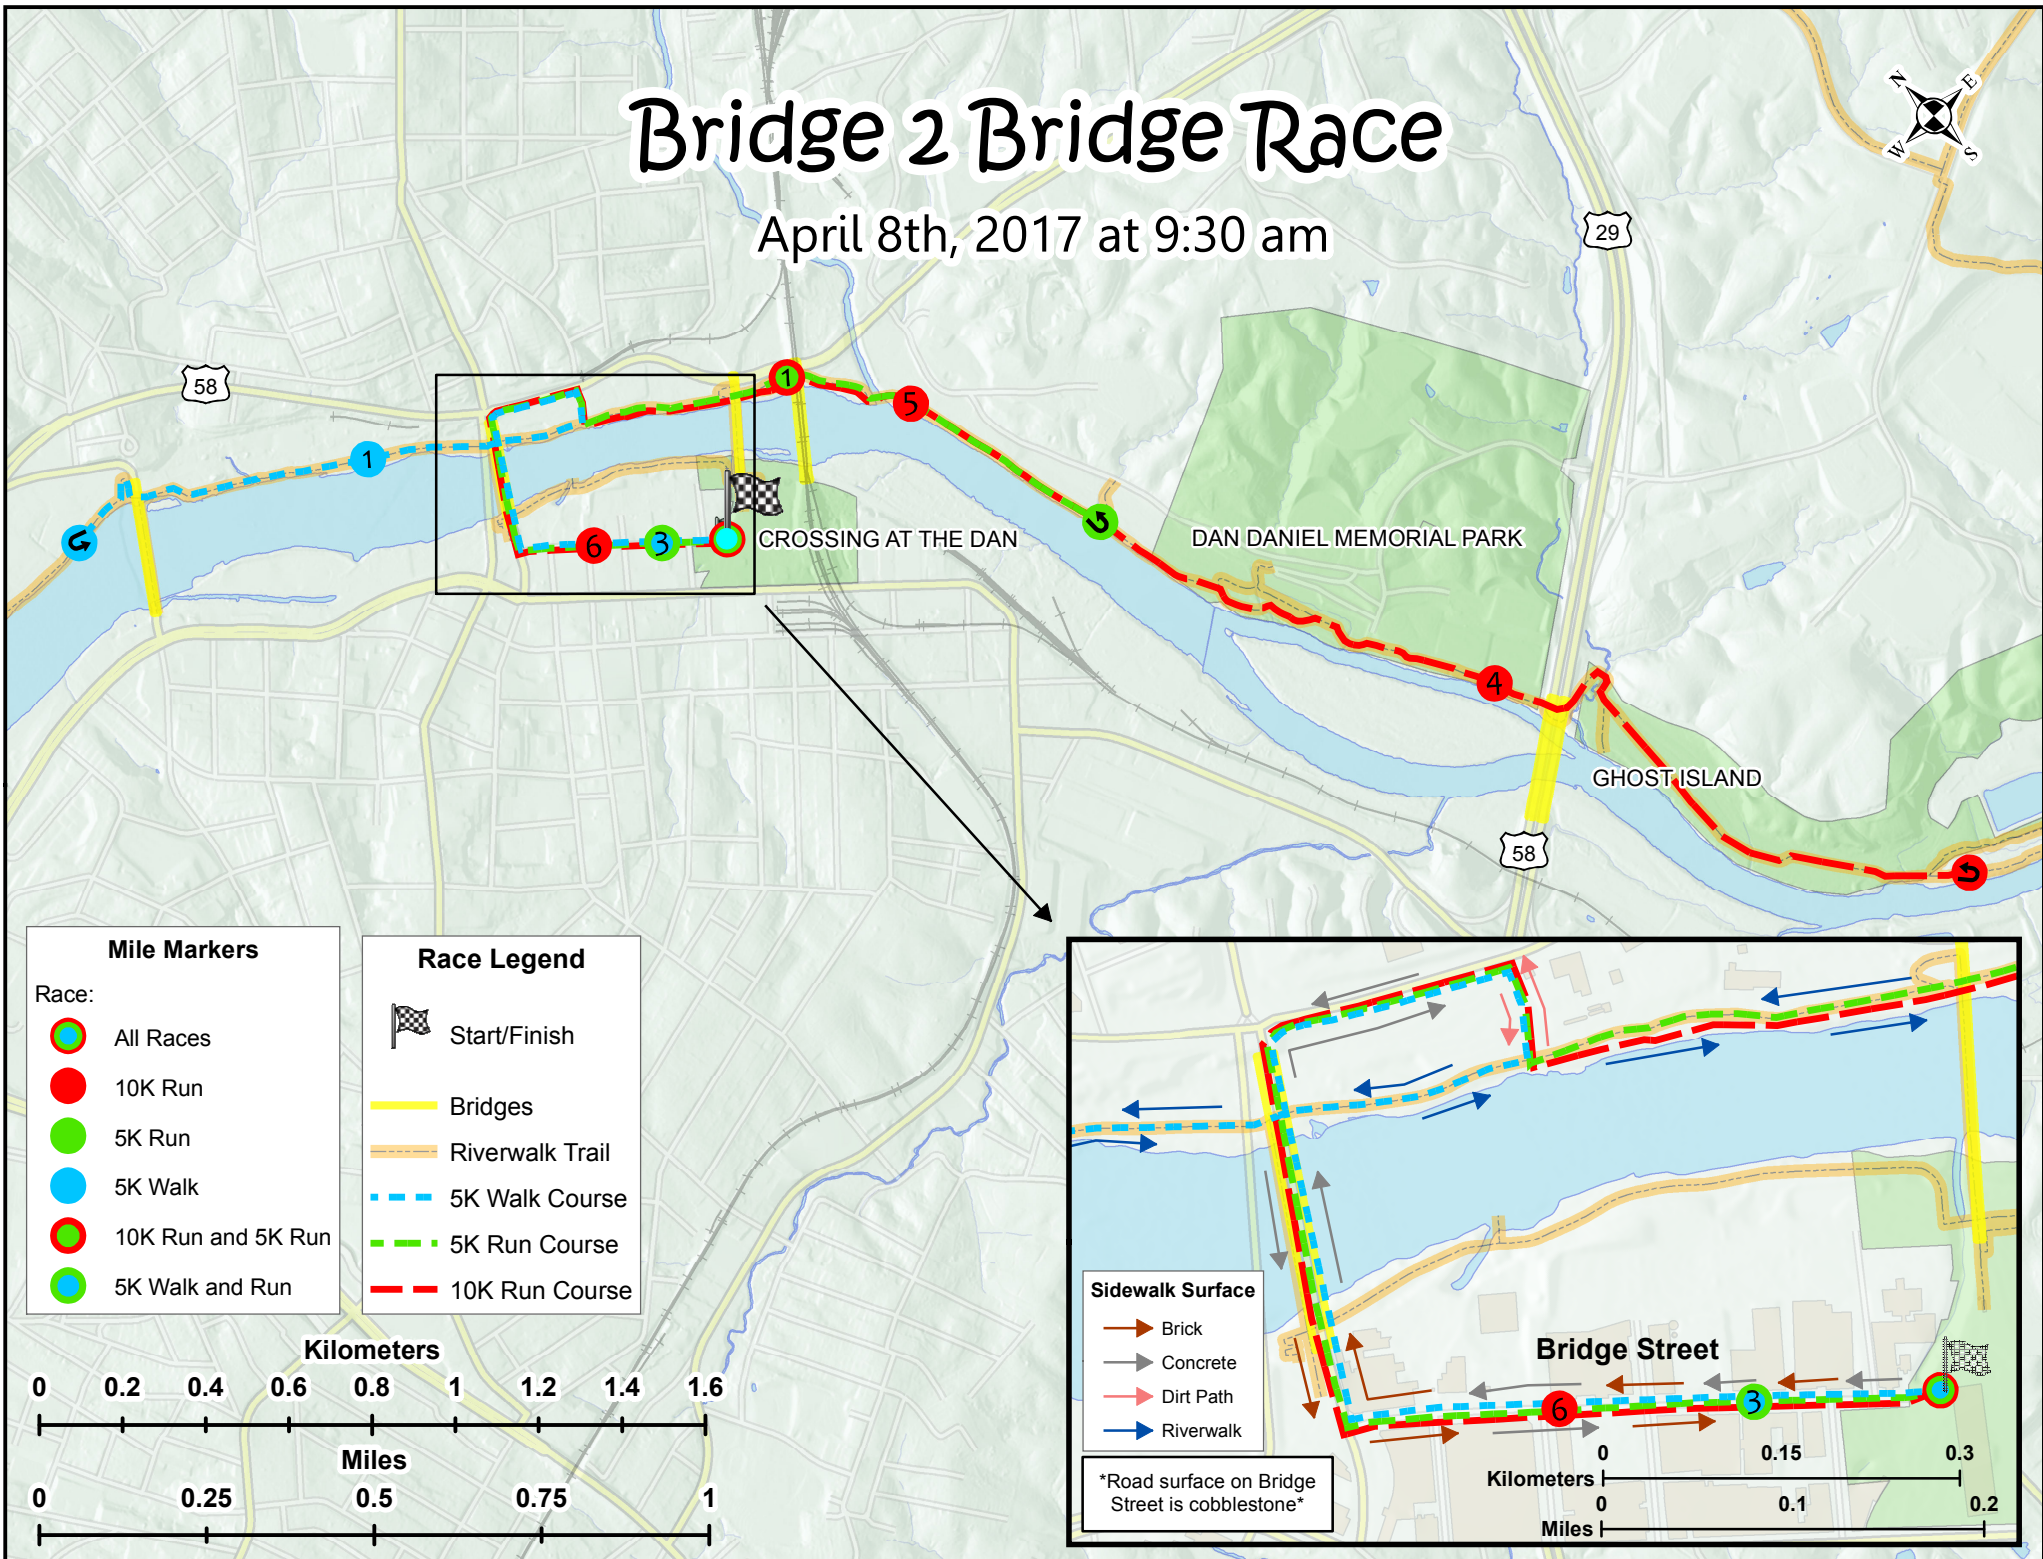 Bridge 2 Bridge Race
April 8th, 2017 at 9:30 am
N
E
W
S
29
58
1
5
1
6
3
CROSSING AT THE DAN
DAN DANIEL MEMORIAL PARK
4
GHOST ISLAND
58
Mile Markers
Race:
All Races
10K Run
5K Run
5K Walk
10K Run and 5K Run
5K Walk and Run
Race Legend
Start/Finish
Bridges
Riverwalk Trail
5K Walk Course
5K Run Course
10K Run Course
Kilometers
0 0.2 0.4 0.6 0.8 1 1.2 1.4 1.6
Miles
0 0.25 0.5 0.75 1
Sidewalk Surface
Brick
Concrete
Dirt Path
Riverwalk
*Road surface on Bridge
Street is cobblestone*
Bridge Street
6
3
0 0.15 0.3
Kilometers
0 0.1 0.2
Miles